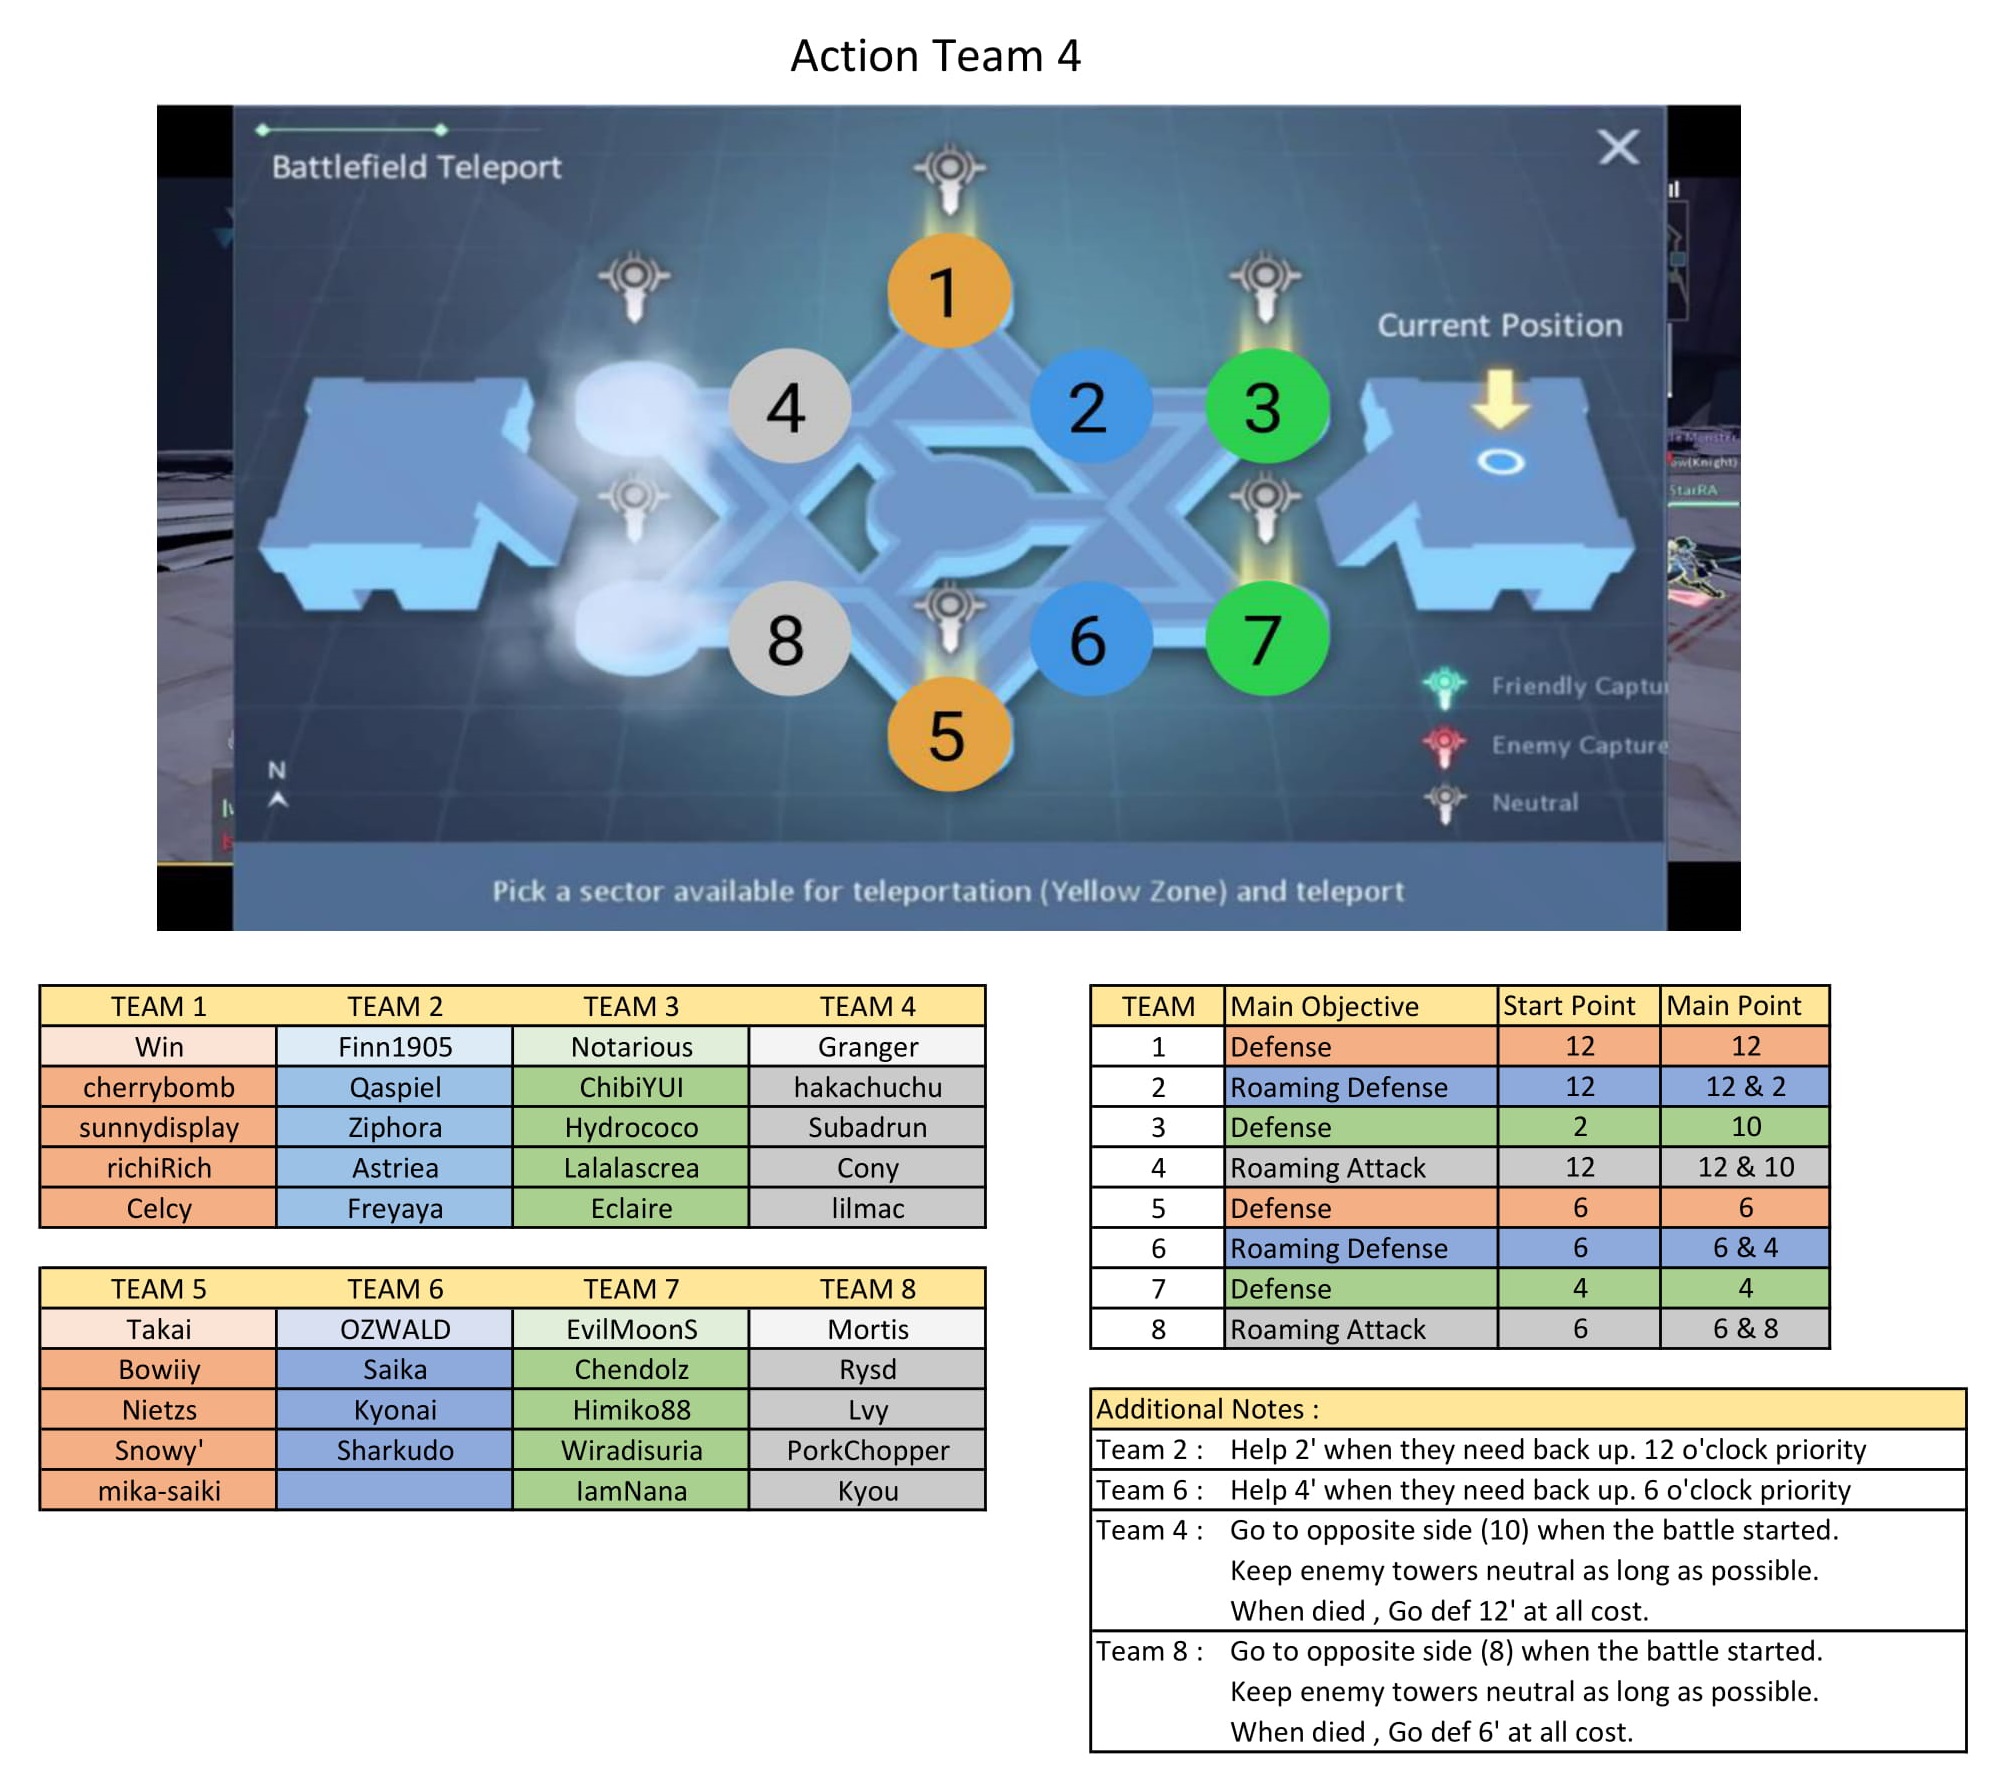 Action Team 4
Battlefield Teleport
1
4
2
3
Current Position
StarRA
8
6
7
5
Friendly Captu
Enemy Capture
Neutral
N
Pick a sector available for teleportation (Yellow Zone) and teleport
TEAM 1 TEAM 2 TEAM 3 TEAM 4
Win Finn1905 Notarious Granger
cherrybomb Qaspiel ChibiYUI hakachuchu
sunnydisplay Ziphora Hydrococo Subadrun
richiRich Astriea Lalalascrea Cony
Celcy Freyaya Eclaire lilmac
TEAM 5 TEAM 6 TEAM 7 TEAM 8
Takai OZWALD EvilMoonS Mortis
Bowiiy Saika Chendolz Rysd
Nietzs Kyonai Himiko88 Lvy
Snowy' Sharkudo Wiradisuria PorkChopper
mika-saiki IamNana Kyou
TEAM Main Objective Start Point Main Point
1 Defense 12 12
2 Roaming Defense 12 12 & 2
3 Defense 2 10
4 Roaming Attack 12 12 & 10
5 Defense 6 6
6 Roaming Defense 6 6 & 4
7 Defense 4 4
8 Roaming Attack 6 6 & 8
Additional Notes :
Team 2 : Help 2' when they need back up. 12 o'clock priority
Team 6 : Help 4' when they need back up. 6 o'clock priority
Team 4 : Go to opposite side (10) when the battle started.
Keep enemy towers neutral as long as possible.
When died , Go def 12' at all cost.
Team 8 : Go to opposite side (8) when the battle started.
Keep enemy towers neutral as long as possible.
When died , Go def 6' at all cost.